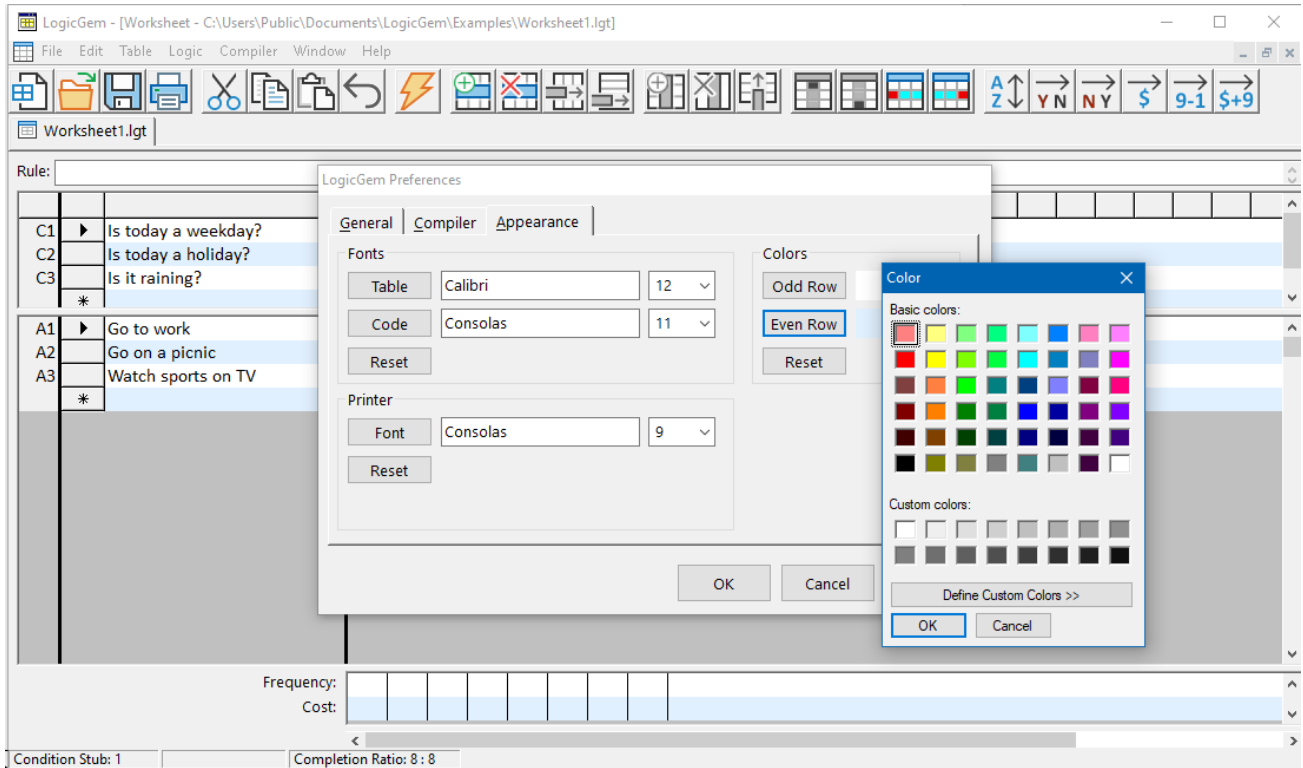 LogicGem - [Worksheet - C:\Users\Public\Documents\LogicGem\Examples\Worksheet1.lgt]
File Edit Table Logic Compiler Window Help
A Z Y N N Y $ 9-1 $+9
Worksheet1.lgt
Rule:
LogicGem Preferences
General Compiler Appearance
C1 Is today a weekday?
C2 Is today a holiday?
C3 Is it raining?
*
A1 Go to work
A2 Go on a picnic
A3 Watch sports on TV
*
Fonts
Table Calibri 12
Code Consolas 11
Reset
Printer
Font Consolas 9
Reset
Colors
Odd Row
Even Row
Reset
OK Cancel
Color
Basic colors:
Custom colors:
Define Custom Colors >>
OK Cancel
Frequency:
Cost:
Condition Stub: 1 Completion Ratio: 8 : 8